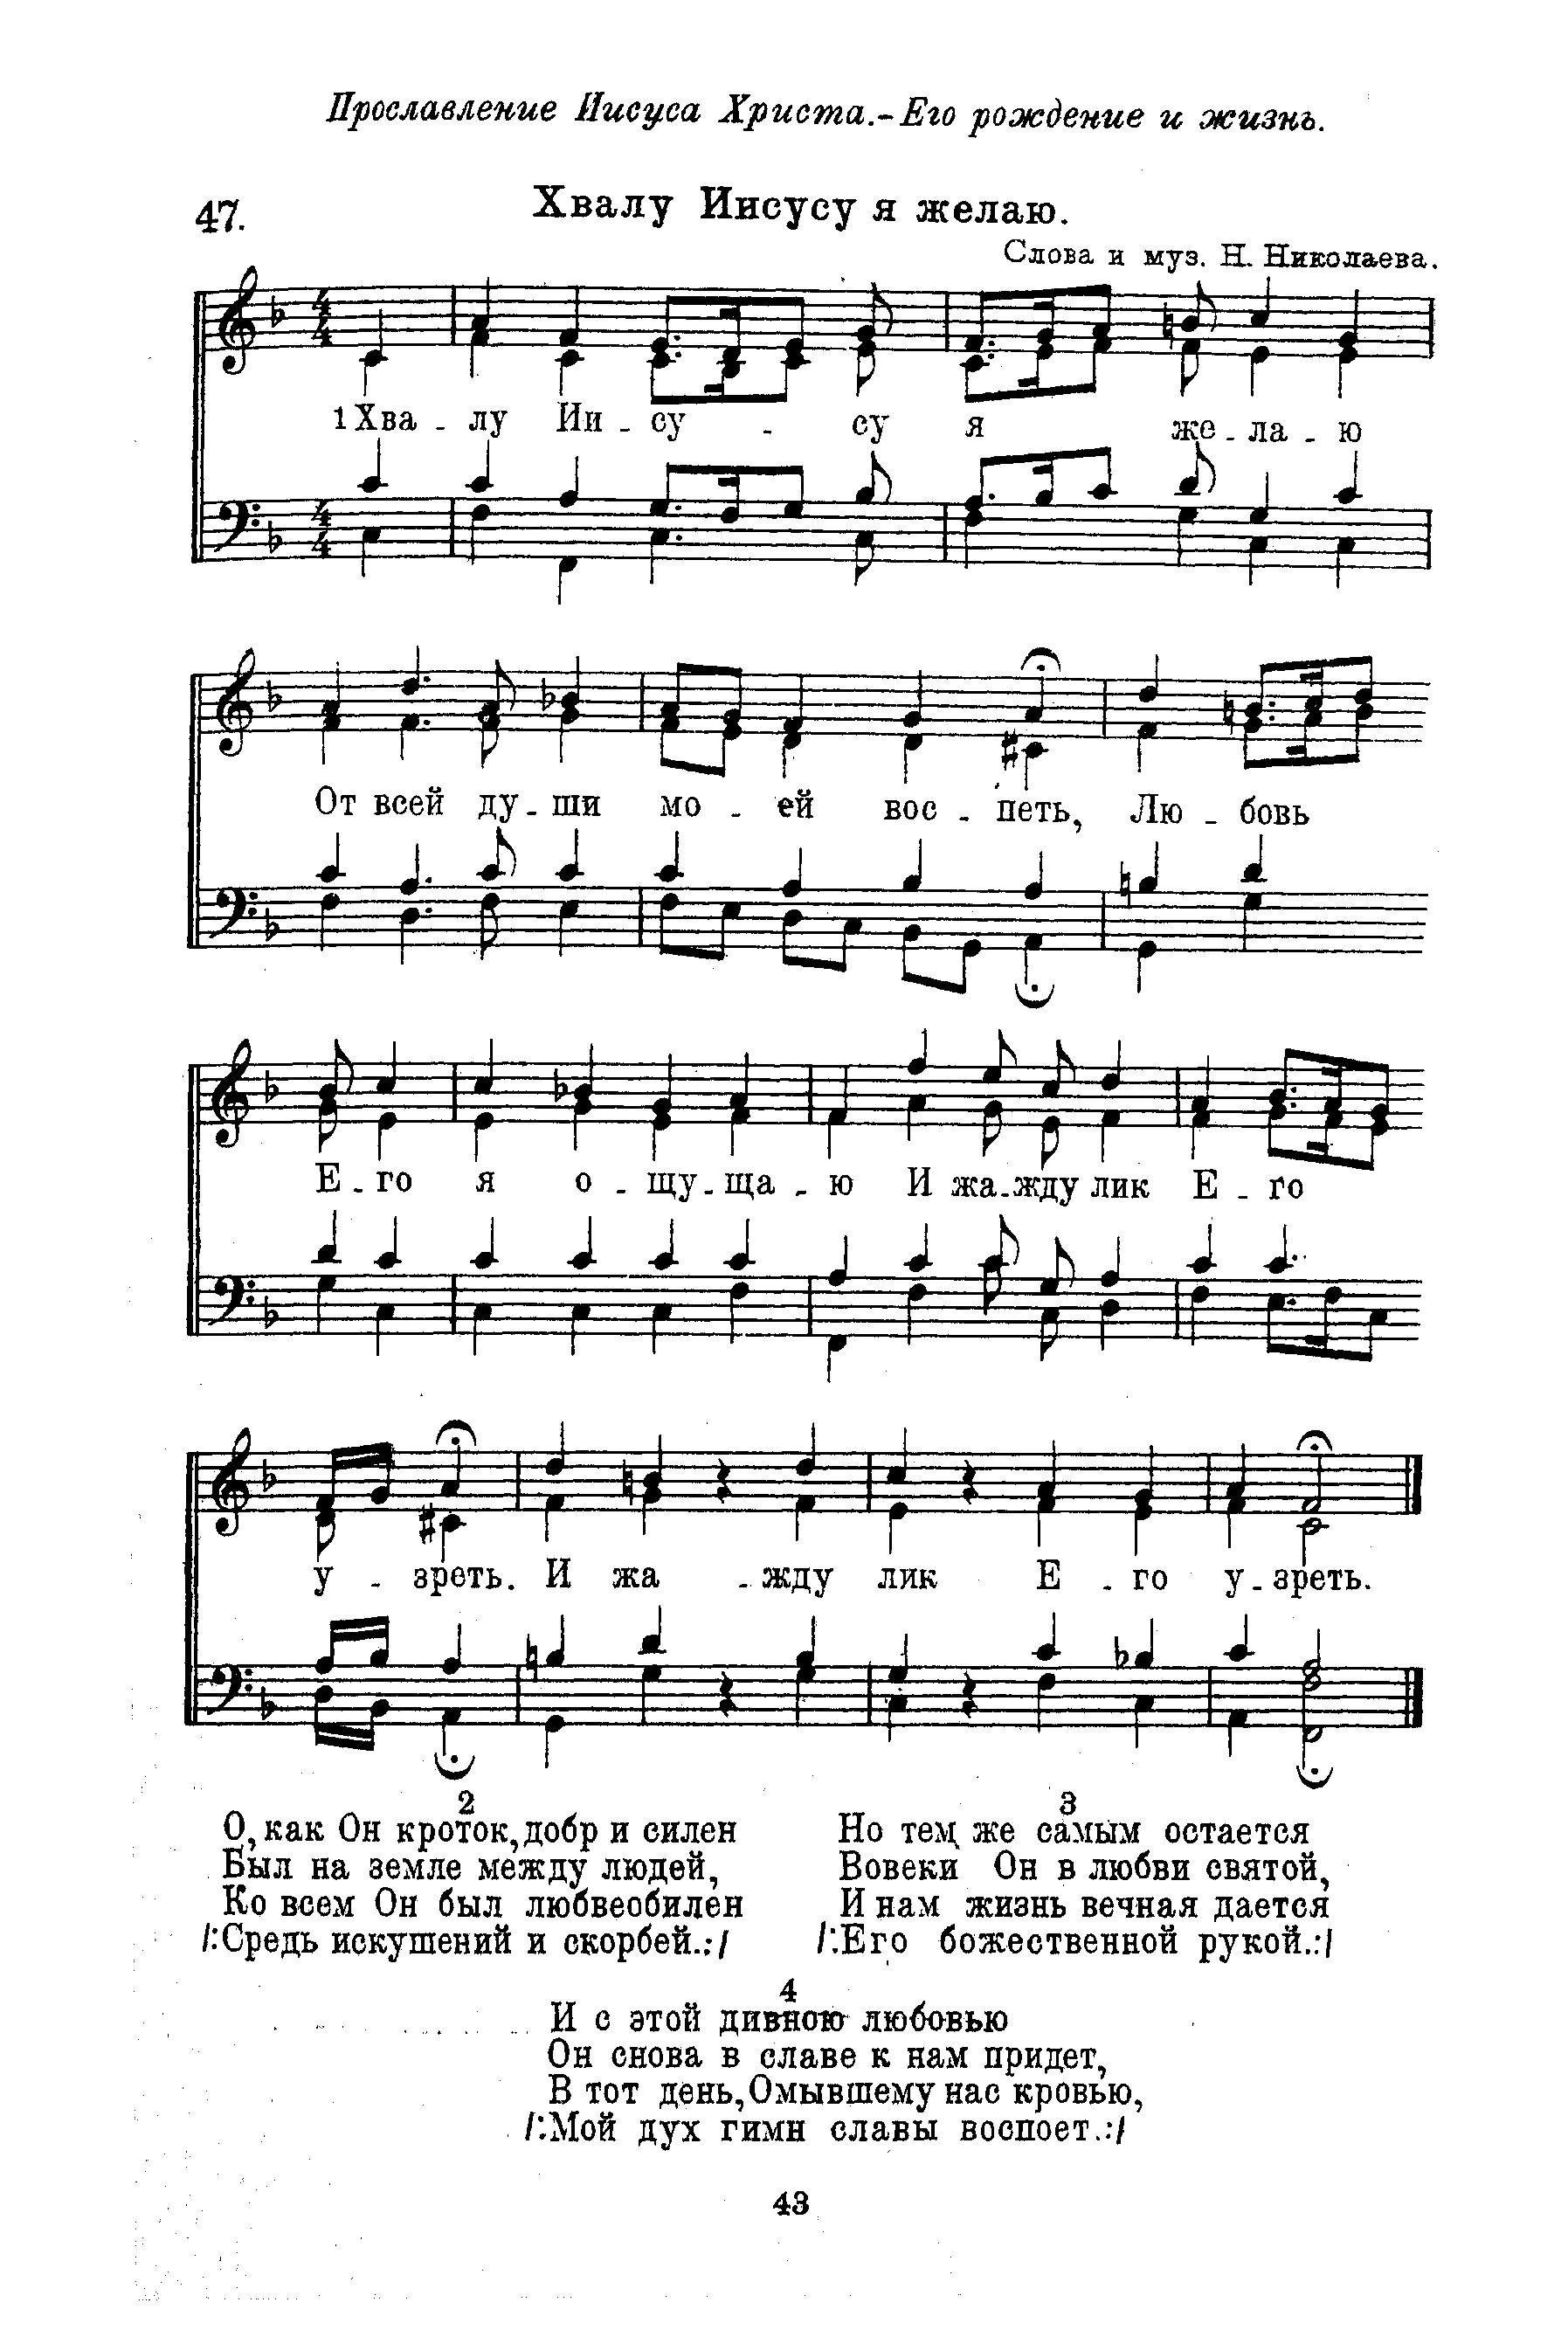 Прославление Иисуса Христа.-Его рождение и жизнь.
47.
Хвалу Иисусу я желаю.
Слова и муз. Н. Николаева.
1 Хва - лу Ии - су - су я же - ла - ю
От всей ду - ши мо - ей вос - петь, Лю - бовь
Е - го я о - щу - ща - ю И жа - жду лик Е - го
у - зреть. И жа - жду лик Е - го у - зреть.
2
О, как Он кроток, добр и силен
Был на земле между людей,
Ко всем Он был любвеобилен
/:Средь искушений и скорбей.:/
3
Но тем же самым остается
Вовеки Он в любви святой,
И нам жизнь вечная дается
/:Его божественной рукой.:/
4
И с этой дивною любовью
Он снова в славе к нам придет,
В тот день, Омывшему нас кровью,
/:Мой дух гимн славы воспоет.:/
43